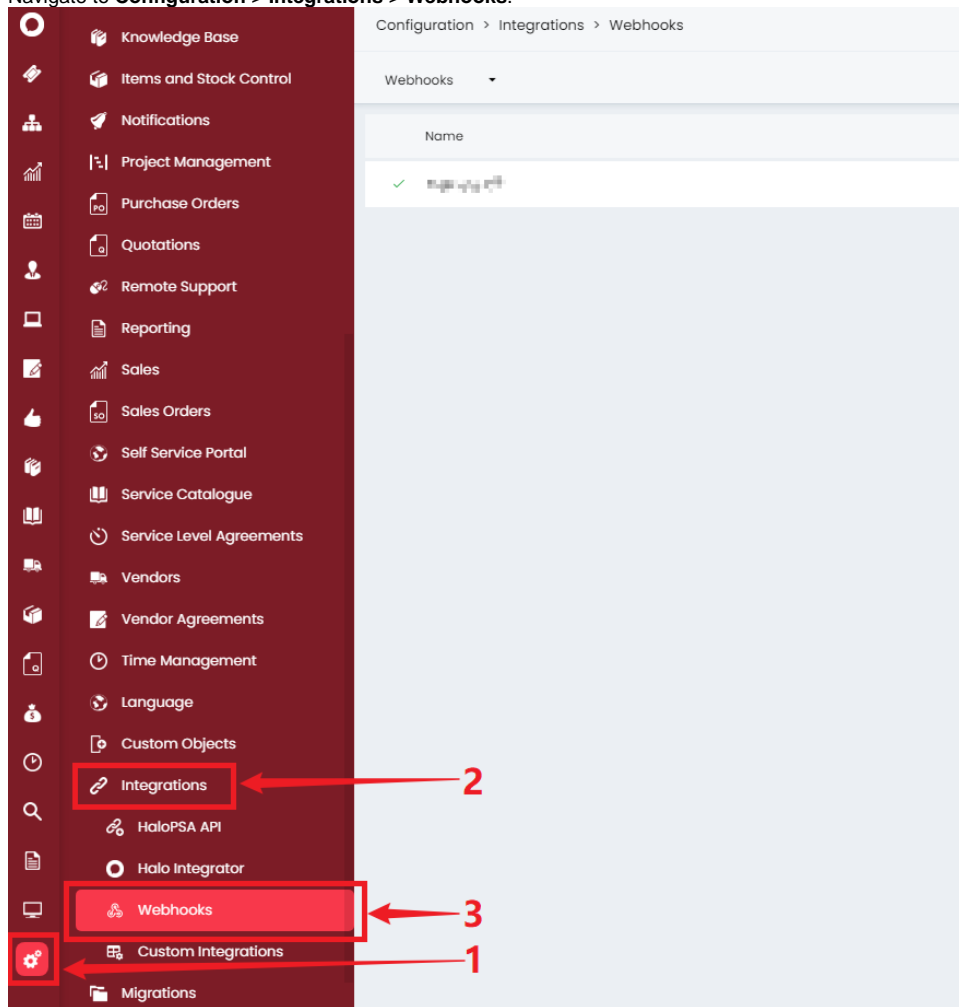 Navigate to Configuration > Integrations > Webhooks.
Configuration > Integrations > Webhooks
Webhooks
Name
Knowledge Base
Items and Stock Control
Notifications
Project Management
PO
Purchase Orders
Q
Quotations
Remote Support
Reporting
Sales
SO
Sales Orders
Self Service Portal
Service Catalogue
Service Level Agreements
Vendors
Vendor Agreements
Time Management
Q
Language
$
Custom Objects
Integrations
2
HaloPSA API
Halo Integrator
Webhooks
3
Custom Integrations
1
Migrations